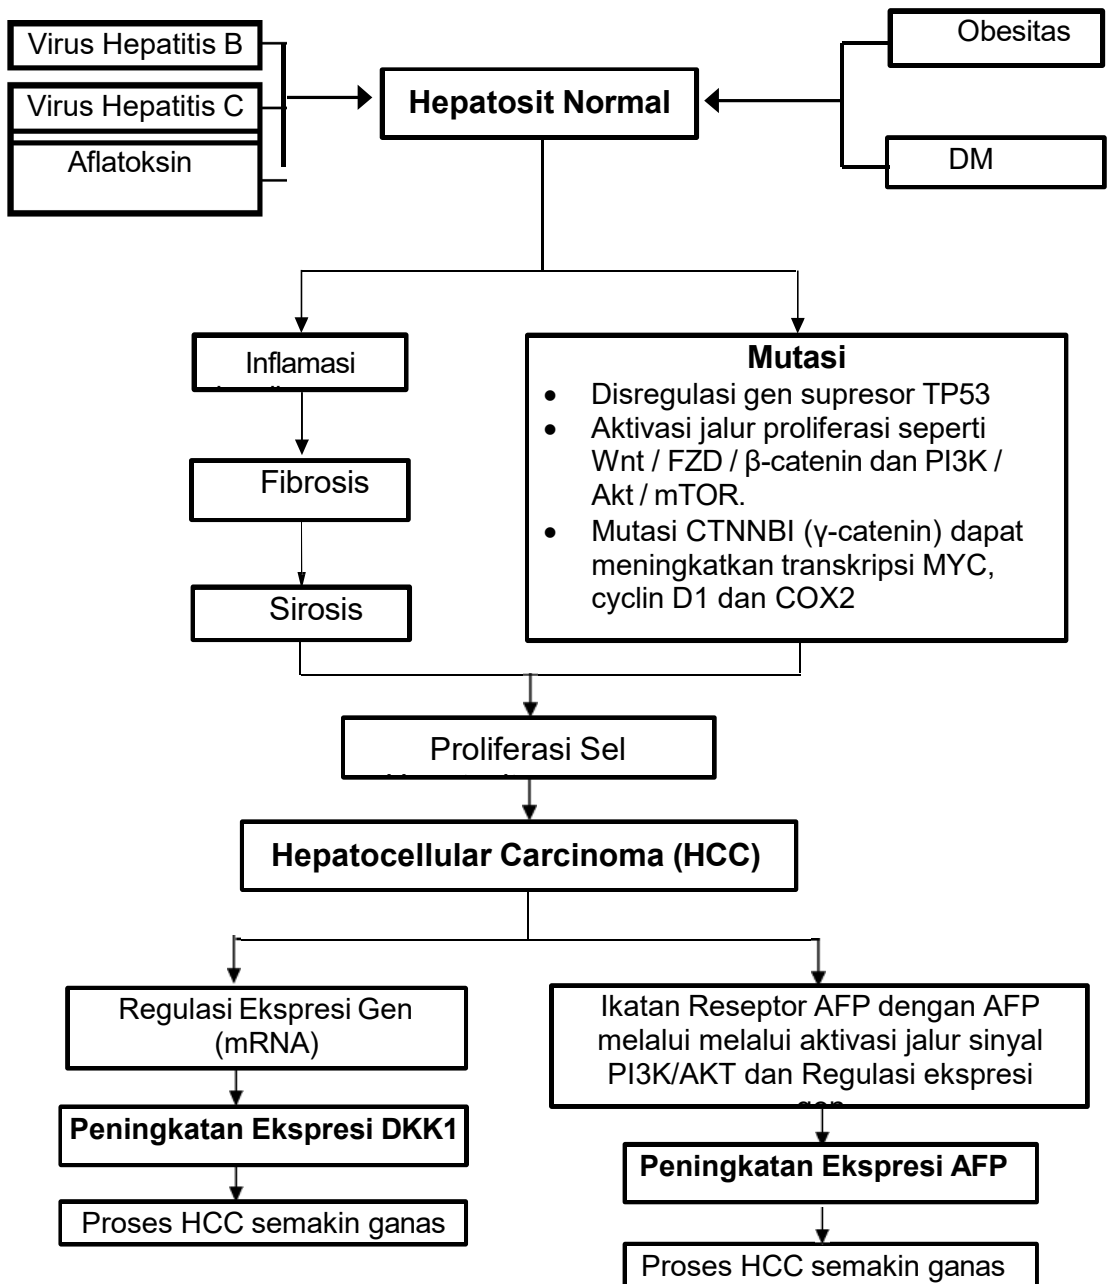 Virus Hepatitis B
Obesitas
Virus Hepatitis C
Hepatosit Normal
Aflatoksin
DM
Inflamasi
Fibrosis
Sirosis
Mutasi
• Disregulasi gen supresor TP53
• Aktivasi jalur proliferasi seperti
Wnt / FZD / β-catenin dan PI3K /
Akt / mTOR.
• Mutasi CTNNBI (γ-catenin) dapat
meningkatkan transkripsi MYC,
cyclin D1 dan COX2
Proliferasi Sel
Hepatocellular Carcinoma (HCC)
Regulasi Ekspresi Gen
(mRNA)
Peningkatan Ekspresi DKK1
Proses HCC semakin ganas
Ikatan Reseptor AFP dengan AFP
melalui melalui aktivasi jalur sinyal
PI3K/AKT dan Regulasi ekspresi
Peningkatan Ekspresi AFP
Proses HCC semakin ganas